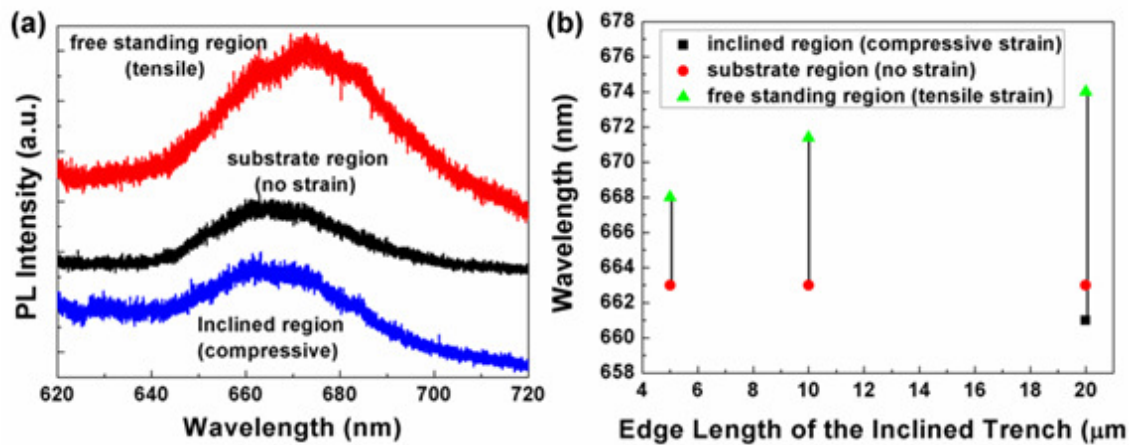 (a)
free standing region
(tensile)
substrate region
(no strain)
Inclined region
(compressive)
PL Intensity (a.u.)
620 640 660 680 700 720
Wavelength (nm)
(b)
inclined region (compressive strain)
substrate region (no strain)
free standing region (tensile strain)
Wavelength (nm)
678
676
674
672
670
668
666
664
662
660
658
4 6 8 10 12 14 16 18 20
Edge Length of the Inclined Trench (μm